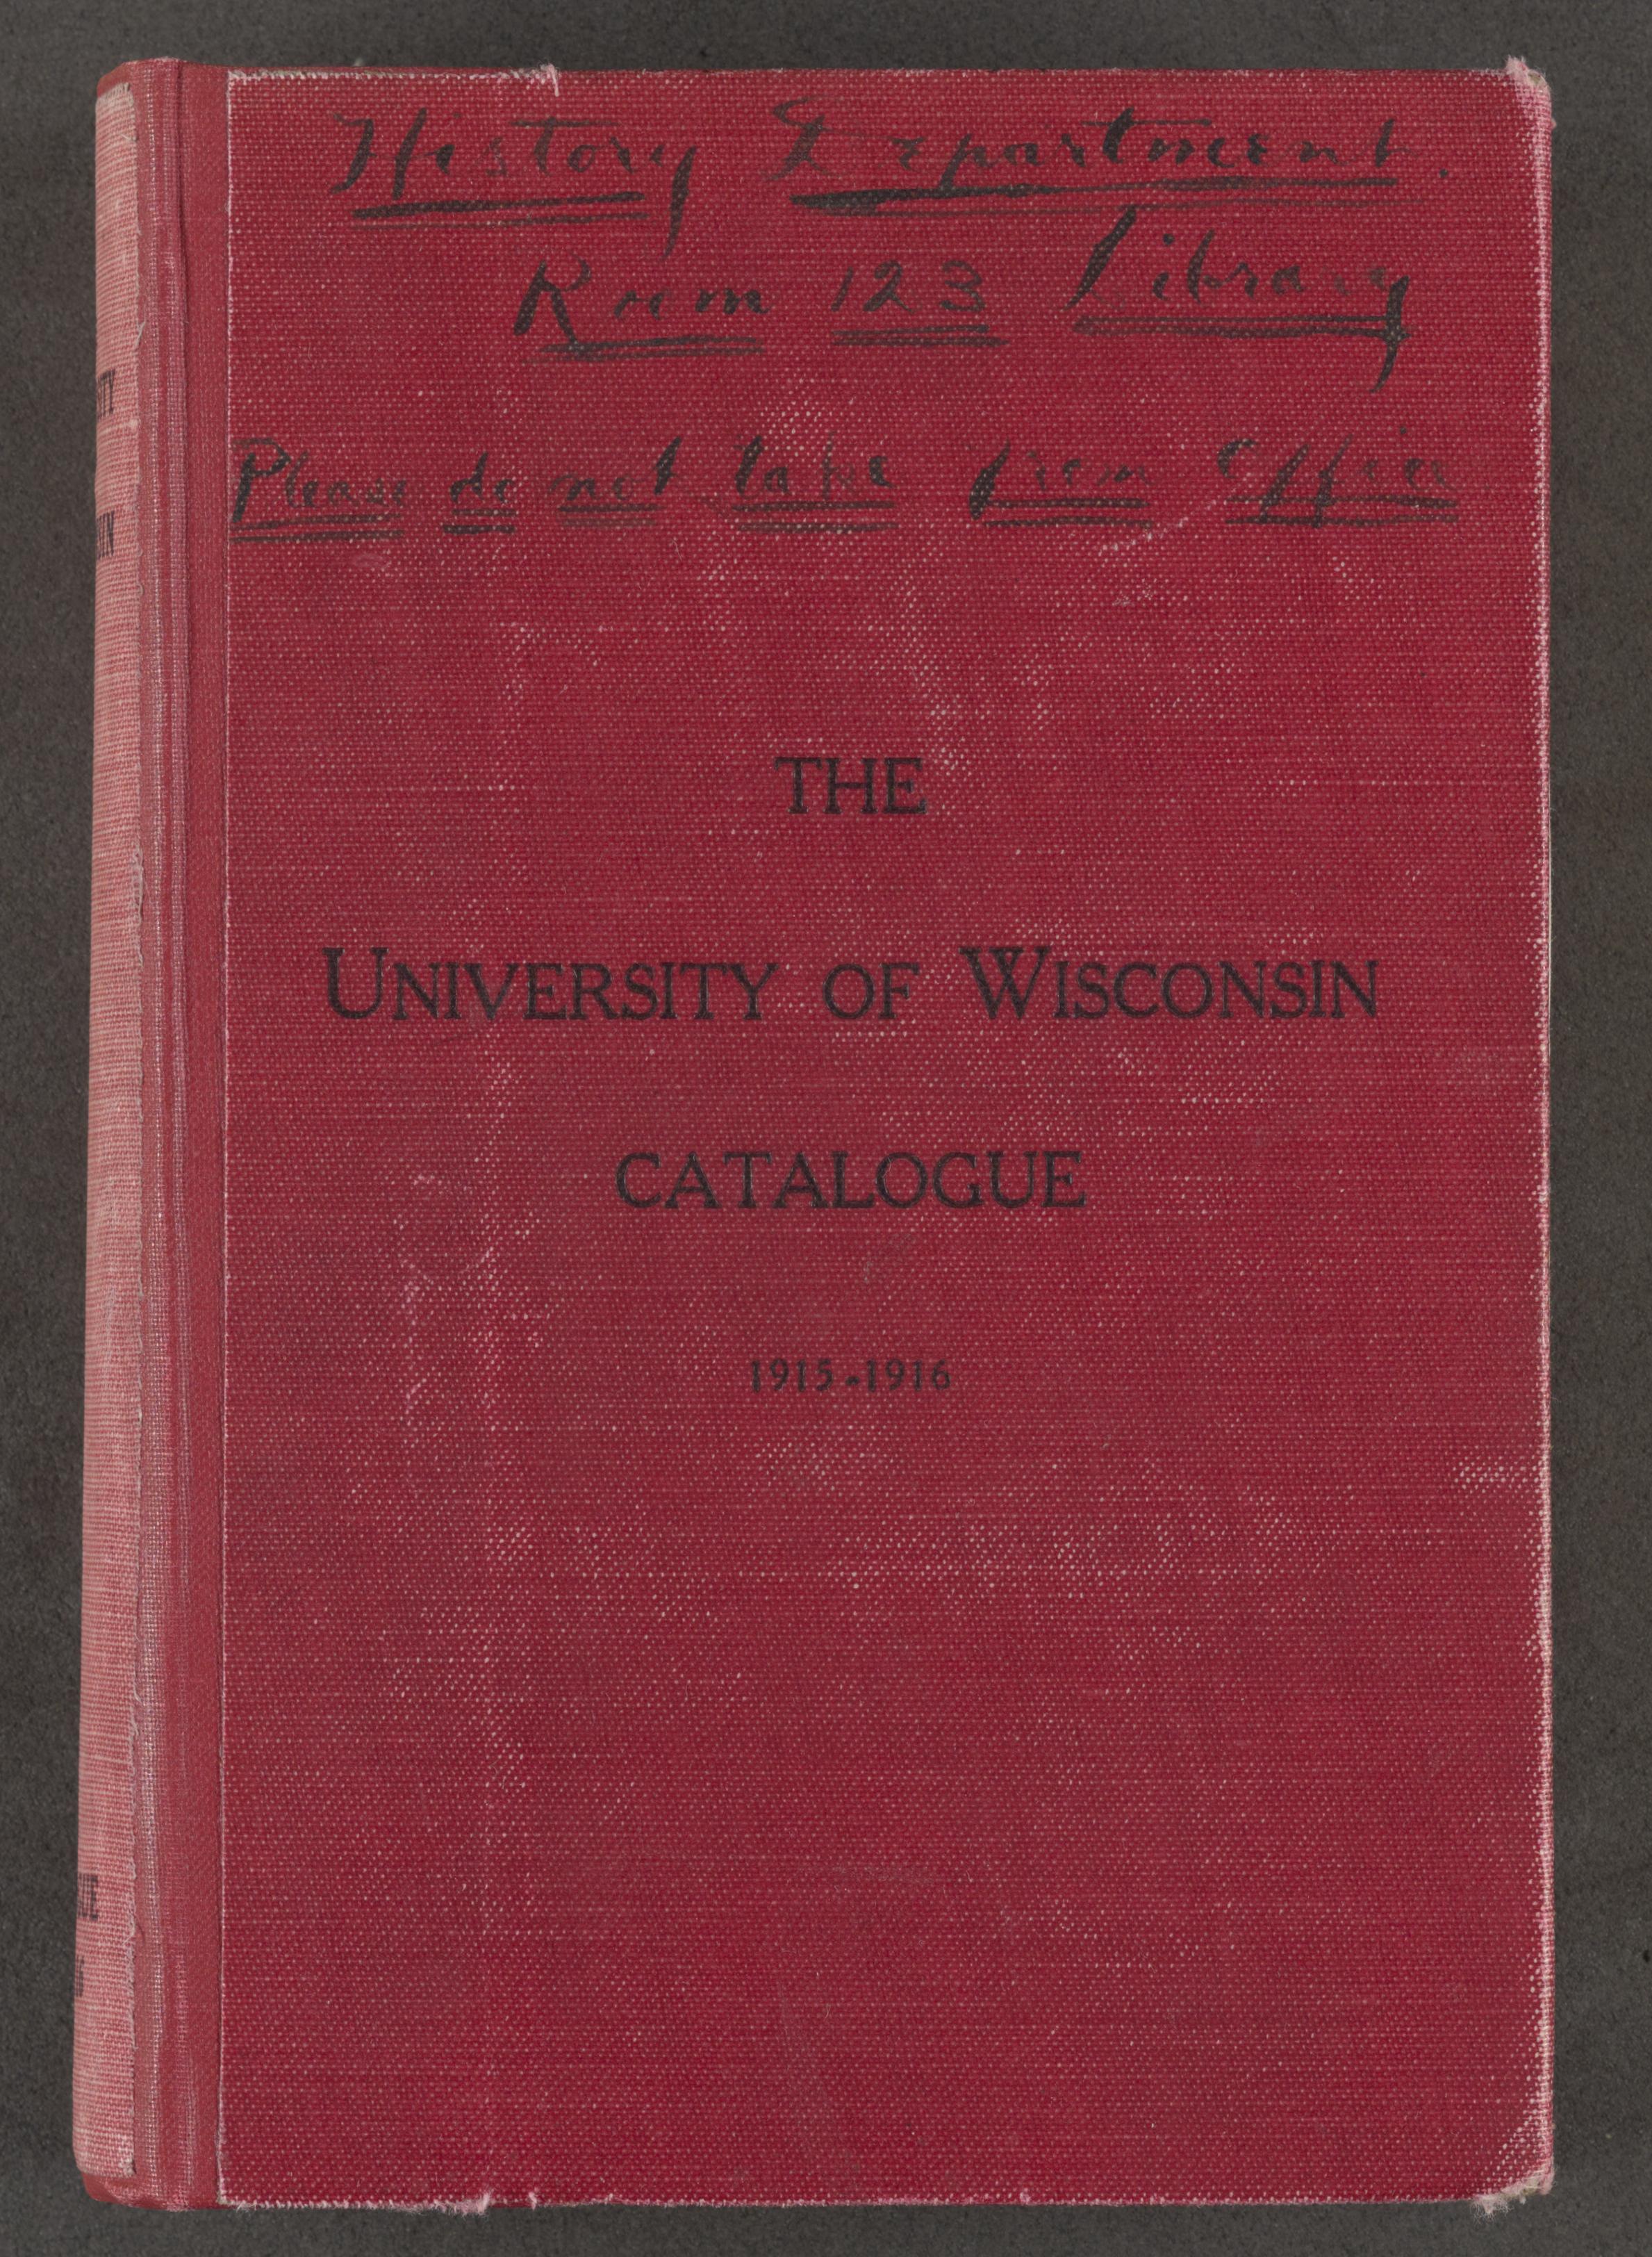 History Department.
Room 123 Library
Please do not take from office
THE
UNIVERSITY OF WISCONSIN
CATALOGUE
1915-1916